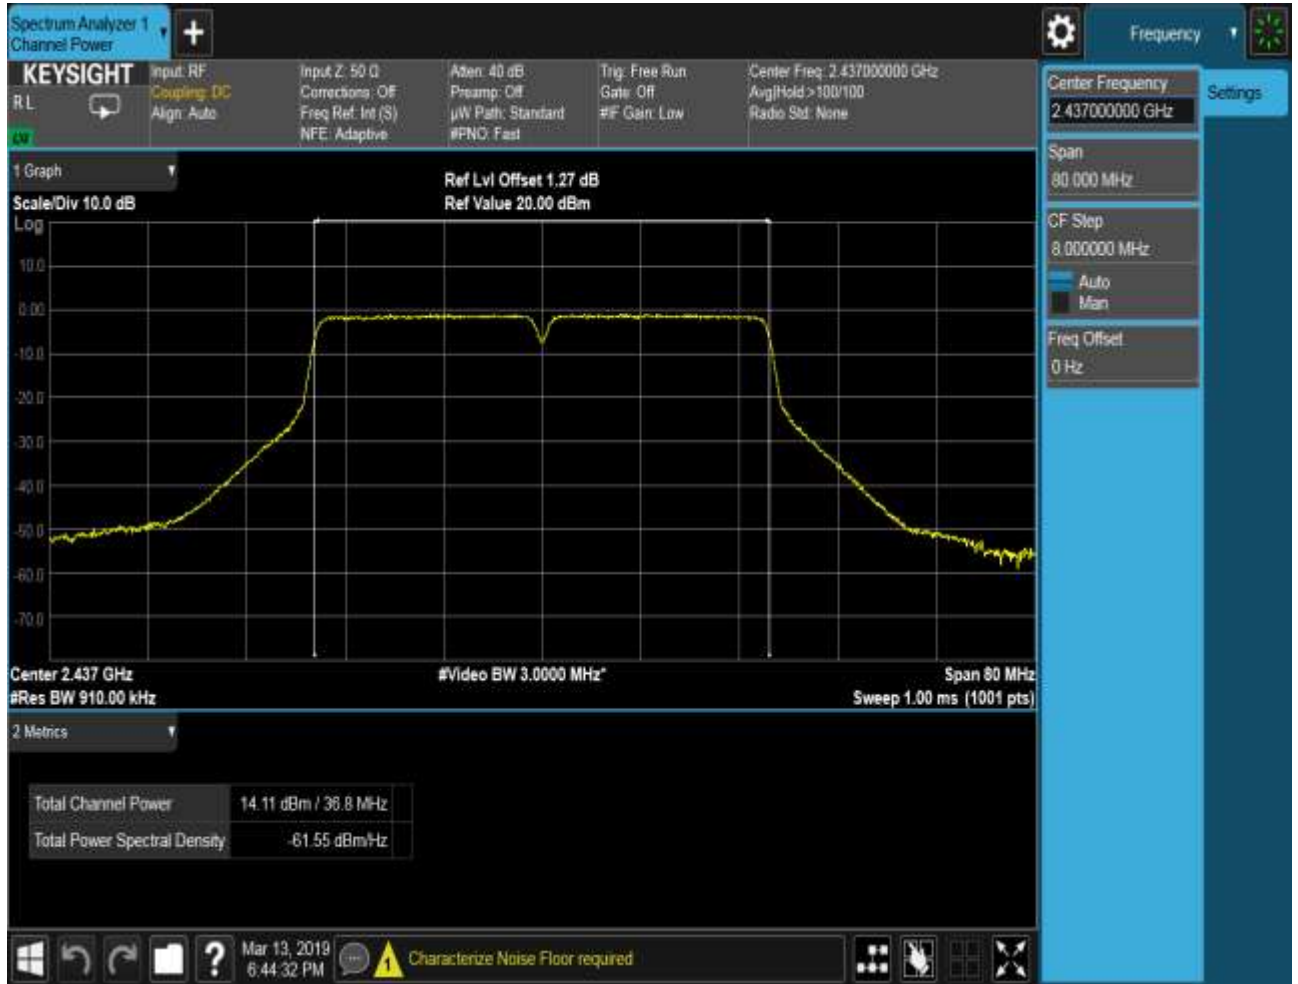 Spectrum Analyzer 1
Channel Power
Frequency
KEYSIGHT
R L
Input: RF
Coupling: DC
Align: Auto
Input Z: 50 Ω
Corrections: Off
Freq Ref: Int (S)
NFE: Adaptive
Atten: 40 dB
Preamp: Off
µW Path: Standard
#PNO: Fast
Trig: Free Run
Gate: Off
#IF Gain: Low
Center Freq: 2.437000000 GHz
Avg|Hold:>100/100
Radio Std: None
Center Frequency
2.437000000 GHz
Settings
Span
80.000 MHz
CF Step
8.000000 MHz
Auto
Man
Freq Offset
0 Hz
1 Graph
Scale/Div 10.0 dB
Ref Lvl Offset 1.27 dB
Ref Value 20.00 dBm
Log
10.0
0.00
-10.0
-20.0
-30.0
-40.0
-50.0
-60.0
-70.0
Center 2.437 GHz
#Video BW 3.0000 MHz*
Span 80 MHz
#Res BW 910.00 kHz
Sweep 1.00 ms (1001 pts)
2 Metrics
Total Channel Power 14.11 dBm / 36.8 MHz
Total Power Spectral Density -61.55 dBm/Hz
?
Mar 13, 2019
6:44:32 PM
1
Characterize Noise Floor required